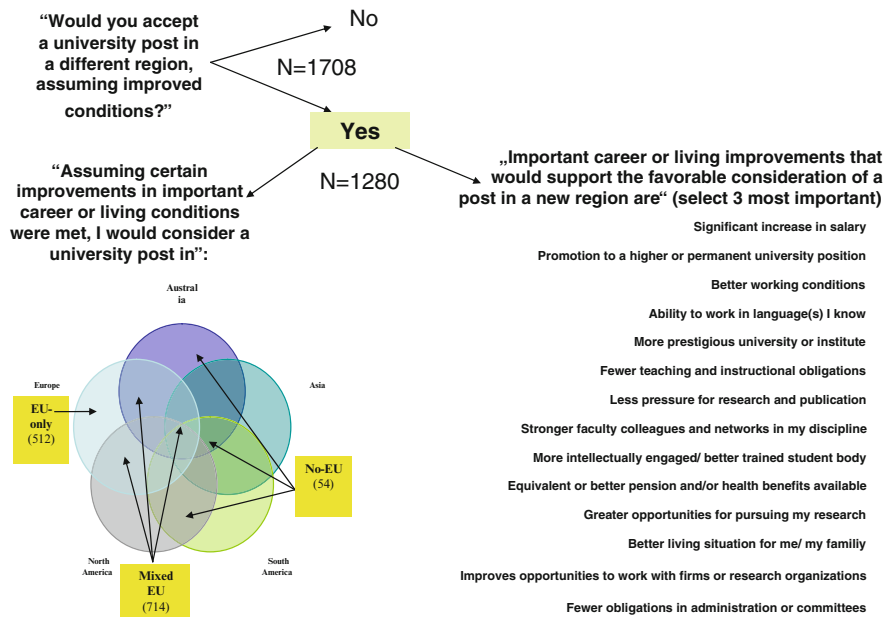 “Would you accept
a university post in
a different region,
assuming improved
conditions?”
No
N=1708
Yes
N=1280
“Assuming certain
improvements in important
career or living conditions
were met, I would consider a
university post in”:
„Important career or living improvements that
would support the favorable consideration of a
post in a new region are“ (select 3 most important)
Significant increase in salary
Promotion to a higher or permanent university position
Better working conditions
Ability to work in language(s) I know
More prestigious university or institute
Fewer teaching and instructional obligations
Less pressure for research and publication
Stronger faculty colleagues and networks in my discipline
More intellectually engaged/ better trained student body
Equivalent or better pension and/or health benefits available
Greater opportunities for pursuing my research
Better living situation for me/ my familiy
Improves opportunities to work with firms or research organizations
Fewer obligations in administration or committees
Austral
ia
Europe
Asia
EU-
only
(512)
No-EU
(54)
North
America
South
America
Mixed
EU
(714)